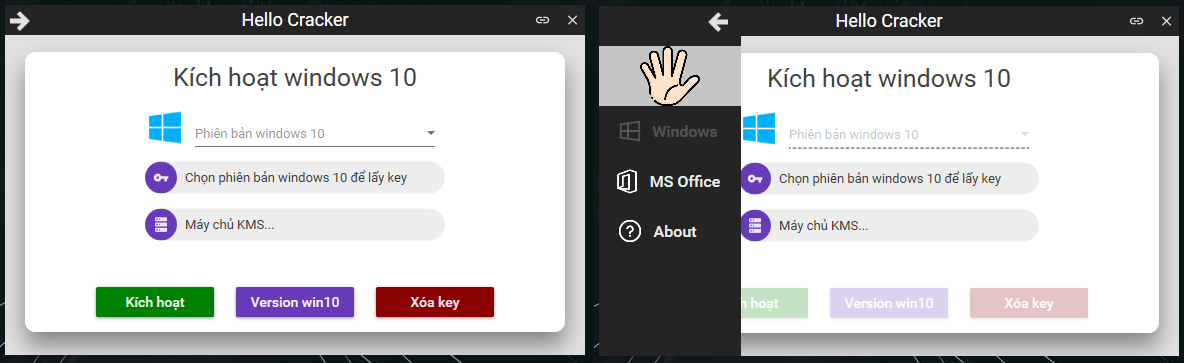 Hello Cracker
Kích hoạt windows 10
Phiên bản windows 10
Chọn phiên bản windows 10 để lấy key
Máy chủ KMS...
Kích hoạt
Version win10
Xóa key
Hello Cracker
Windows
MS Office
About
Kích hoạt windows 10
Phiên bản windows 10
Chọn phiên bản windows 10 để lấy key
Máy chủ KMS...
h hoạt
Version win10
Xóa key